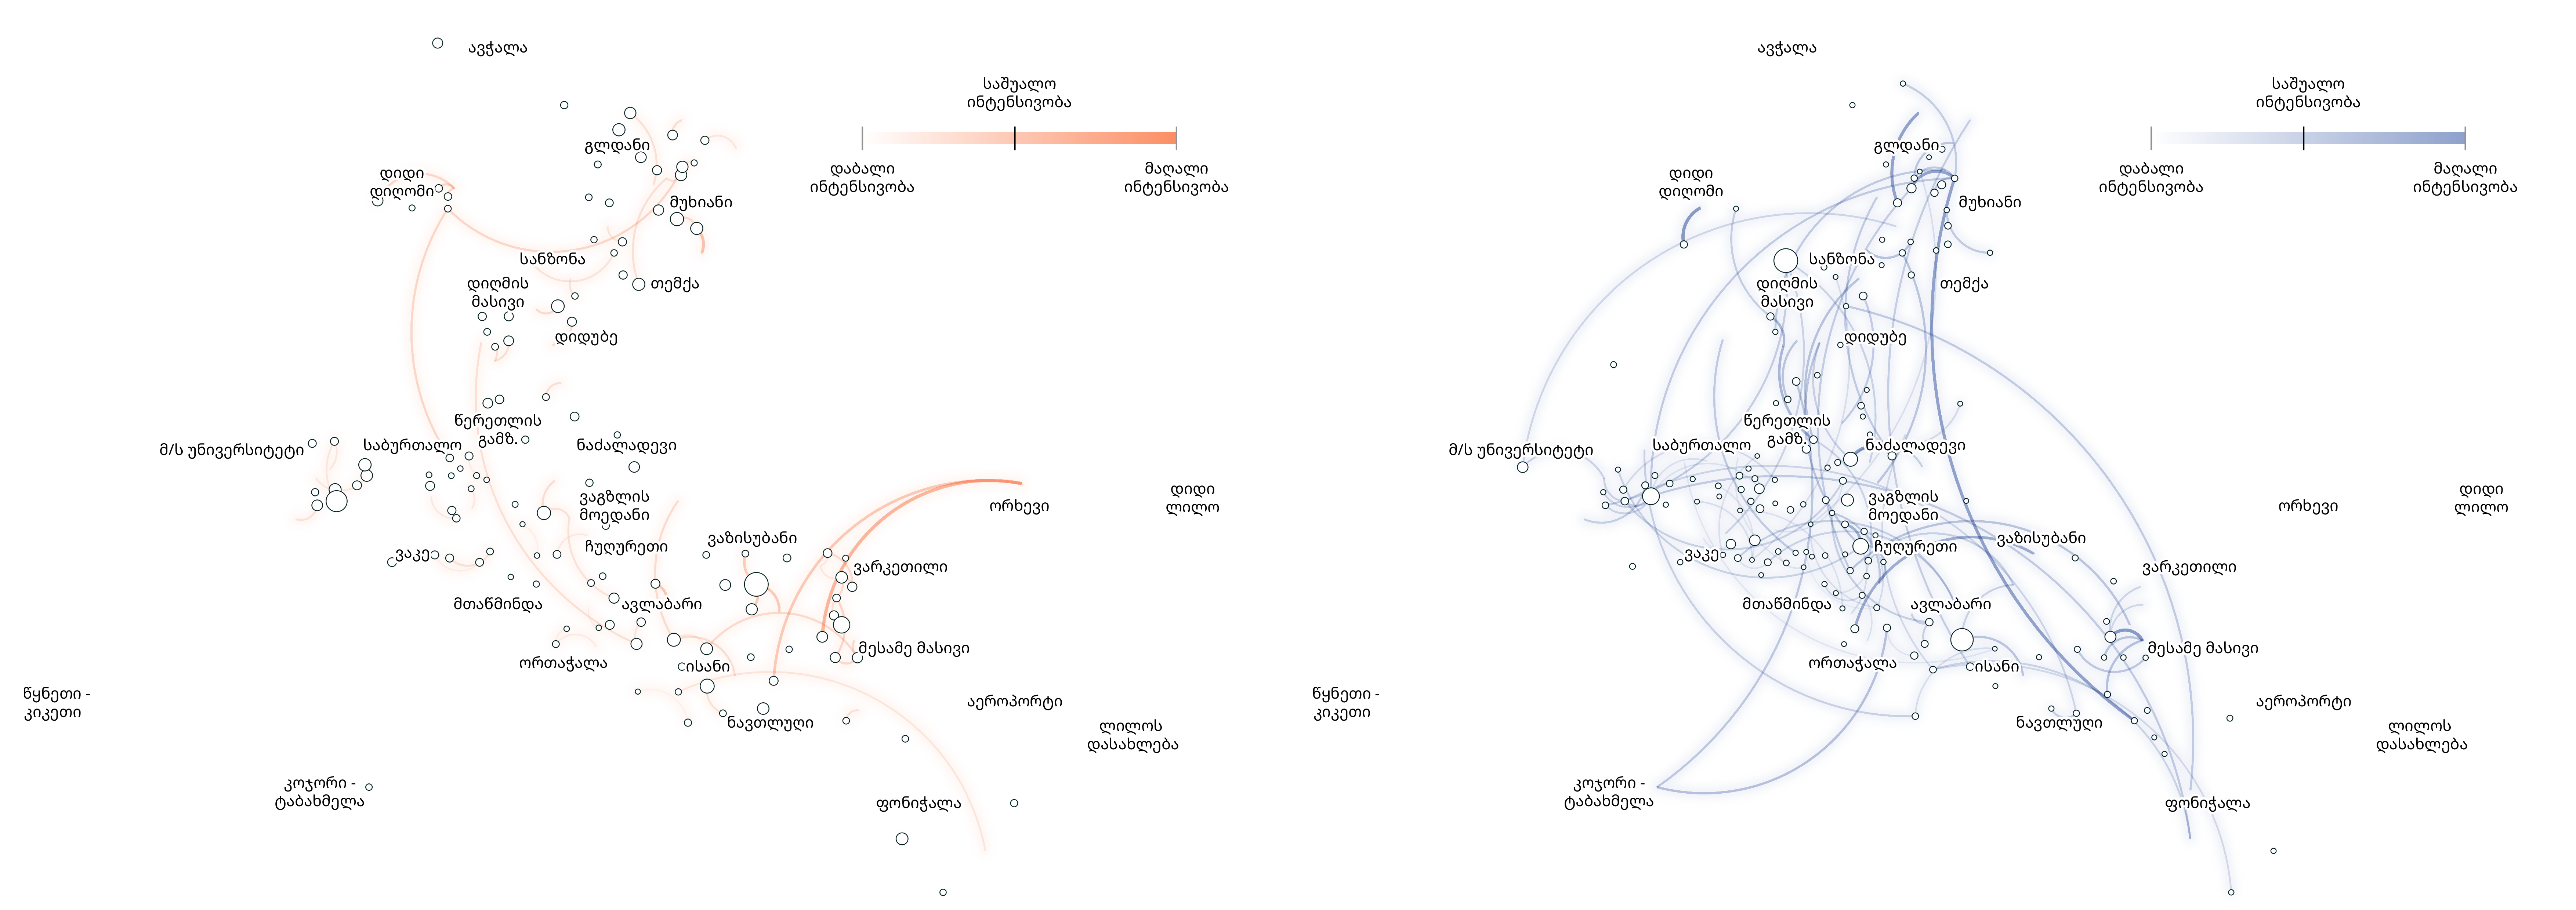 ავჭალა
საშუალო
ინტენსივობა
დაბალი
ინტენსივობა
მაღალი
ინტენსივობა
გლდანი
დიდი
დიღომი
მუხიანი
სანზონა
დიღმის
მასივი
თემქა
დიდუბე
წერეთლის
გამზ.
მ/ს უნივერსიტეტი
საბურთალო
ნაძალადევი
ვაგზლის
მოედანი
ორხევი
დიდი
ლილო
ვაკე
ჩუღურეთი
ვაზისუბანი
ვარკეთილი
მთაწმინდა
ავლაბარი
ორთაჭალა
ისანი
მესამე მასივი
წყნეთი -
კიკეთი
ნავთლუღი
აეროპორტი
ლილოს
დასახლება
კოჯორი -
ტაბახმელა
ფონიჭალა
ავჭალა
საშუალო
ინტენსივობა
დაბალი
ინტენსივობა
მაღალი
ინტენსივობა
გლდანი
დიდი
დიღომი
მუხიანი
სანზონა
დიღმის
მასივი
თემქა
დიდუბე
წერეთლის
გამზ.
მ/ს უნივერსიტეტი
საბურთალო
ნაძალადევი
ვაგზლის
მოედანი
ორხევი
დიდი
ლილო
ვაკე
ჩუღურეთი
ვაზისუბანი
ვარკეთილი
მთაწმინდა
ავლაბარი
ორთაჭალა
ისანი
მესამე მასივი
წყნეთი -
კიკეთი
ნავთლუღი
აეროპორტი
ლილოს
დასახლება
კოჯორი -
ტაბახმელა
ფონიჭალა